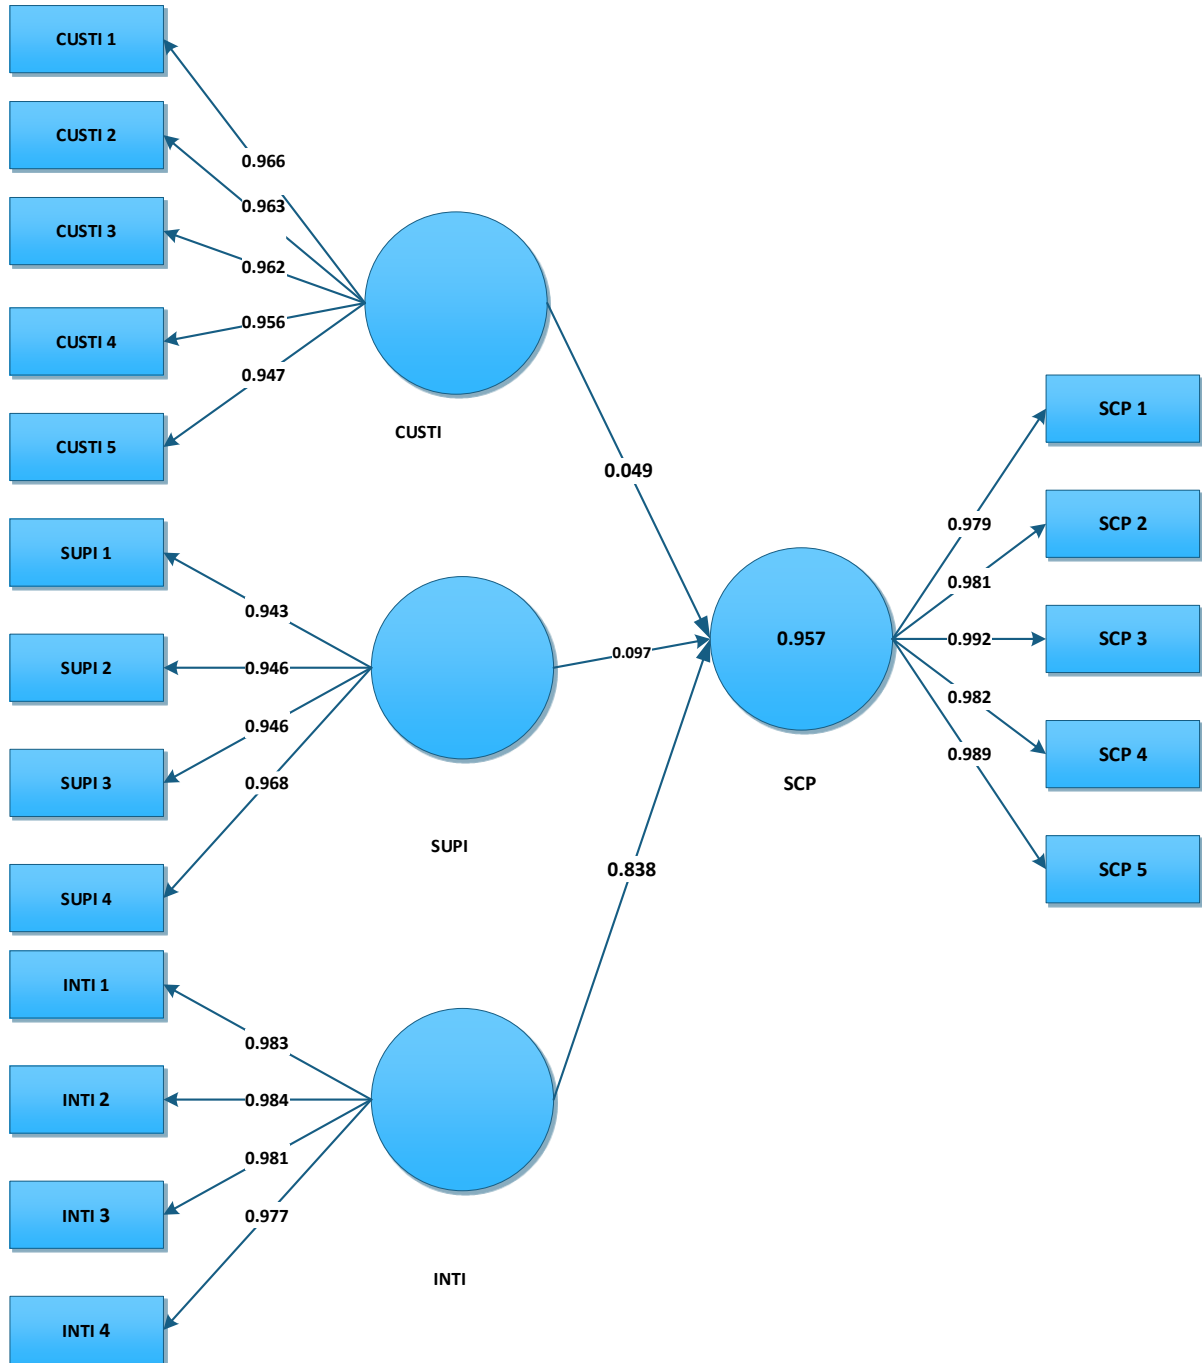 CUSTI 1
CUSTI 2
CUSTI 3
CUSTI 4
CUSTI 5
0.966
0.963
0.962
0.956
0.947
CUSTI
SUPI 1
SUPI 2
SUPI 3
SUPI 4
0.943
0.946
0.946
0.968
SUPI
INTI 1
INTI 2
INTI 3
INTI 4
0.983
0.984
0.981
0.977
INTI
0.049
0.097
0.838
0.957
SCP
0.979
0.981
0.992
0.982
0.989
SCP 1
SCP 2
SCP 3
SCP 4
SCP 5